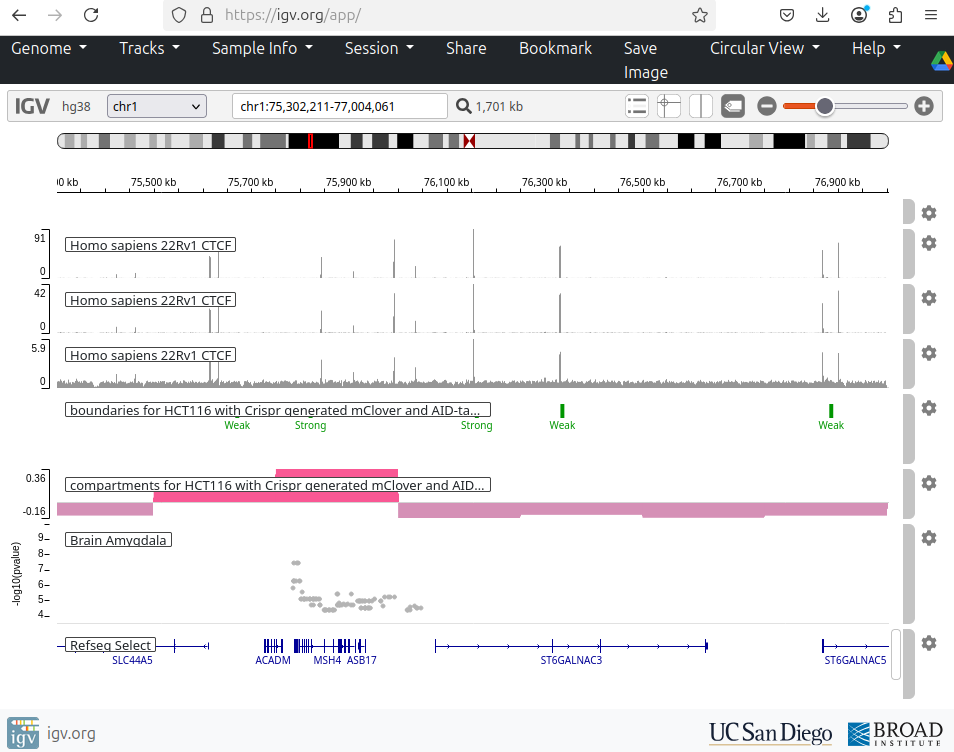 https://igv.org/app/
Genome Tracks Sample Info Session Share Bookmark Save Image Circular View Help
IGV hg38 chr1 chr1:75,302,211-77,004,061 1,701 kb
00 kb 75,500 kb 75,700 kb 75,900 kb 76,100 kb 76,300 kb 76,500 kb 76,700 kb 76,900 kb
91 Homo sapiens 22Rv1 CTCF
0
42 Homo sapiens 22Rv1 CTCF
0
5.9 Homo sapiens 22Rv1 CTCF
0
boundaries for HCT116 with Crispr generated mClover and AID-ta...
Weak Strong Strong Weak Weak
0.36 compartments for HCT116 with Crispr generated mClover and AID...
-0.16
Brain Amygdala
-log10(pvalue)
9
8
7
6
5
4
Refseq Select
SLC44A5 ACADM MSH4 ASB17 ST6GALNAC3 ST6GALNAC5
igv igv.org UC San Diego BROAD
INSTITUTE